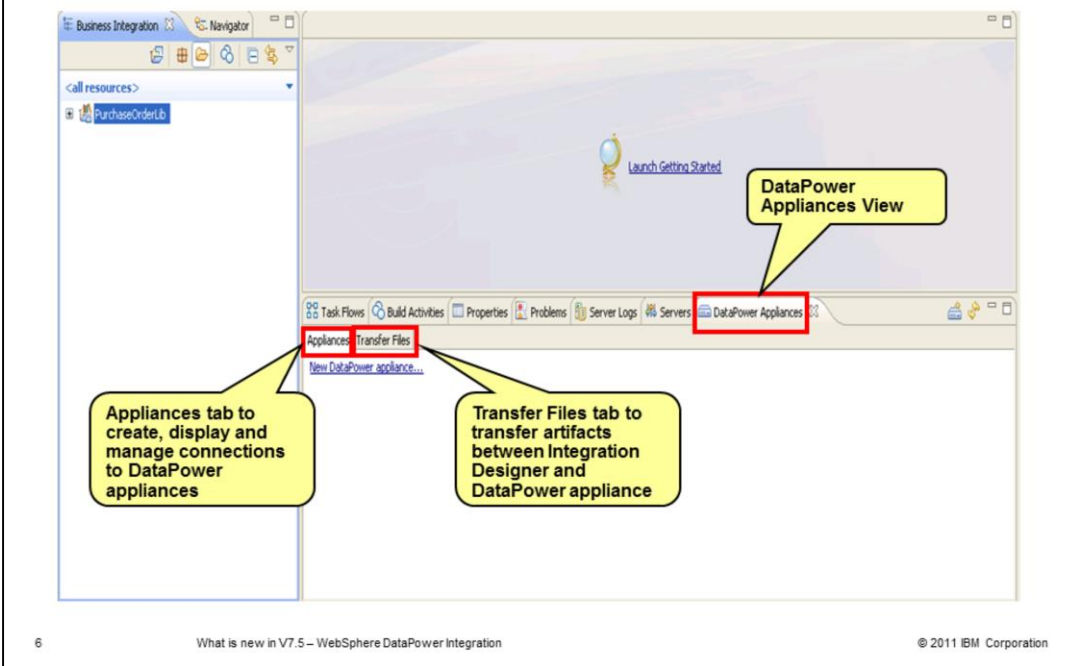 Business Integration
Navigator
<all resources>
PurchaseOrderLib
Launch Getting Started
DataPower
Appliances View
Task Flows
Build Activities
Properties
Problems
Server Logs
Servers
DataPower Appliances
Appliances
Transfer Files
New DataPower appliance...
Appliances tab to
create, display and
manage connections
to DataPower
appliances
Transfer Files tab to
transfer artifacts
between Integration
Designer and
DataPower appliance
6
What is new in V7.5 – WebSphere DataPower Integration
© 2011 IBM Corporation